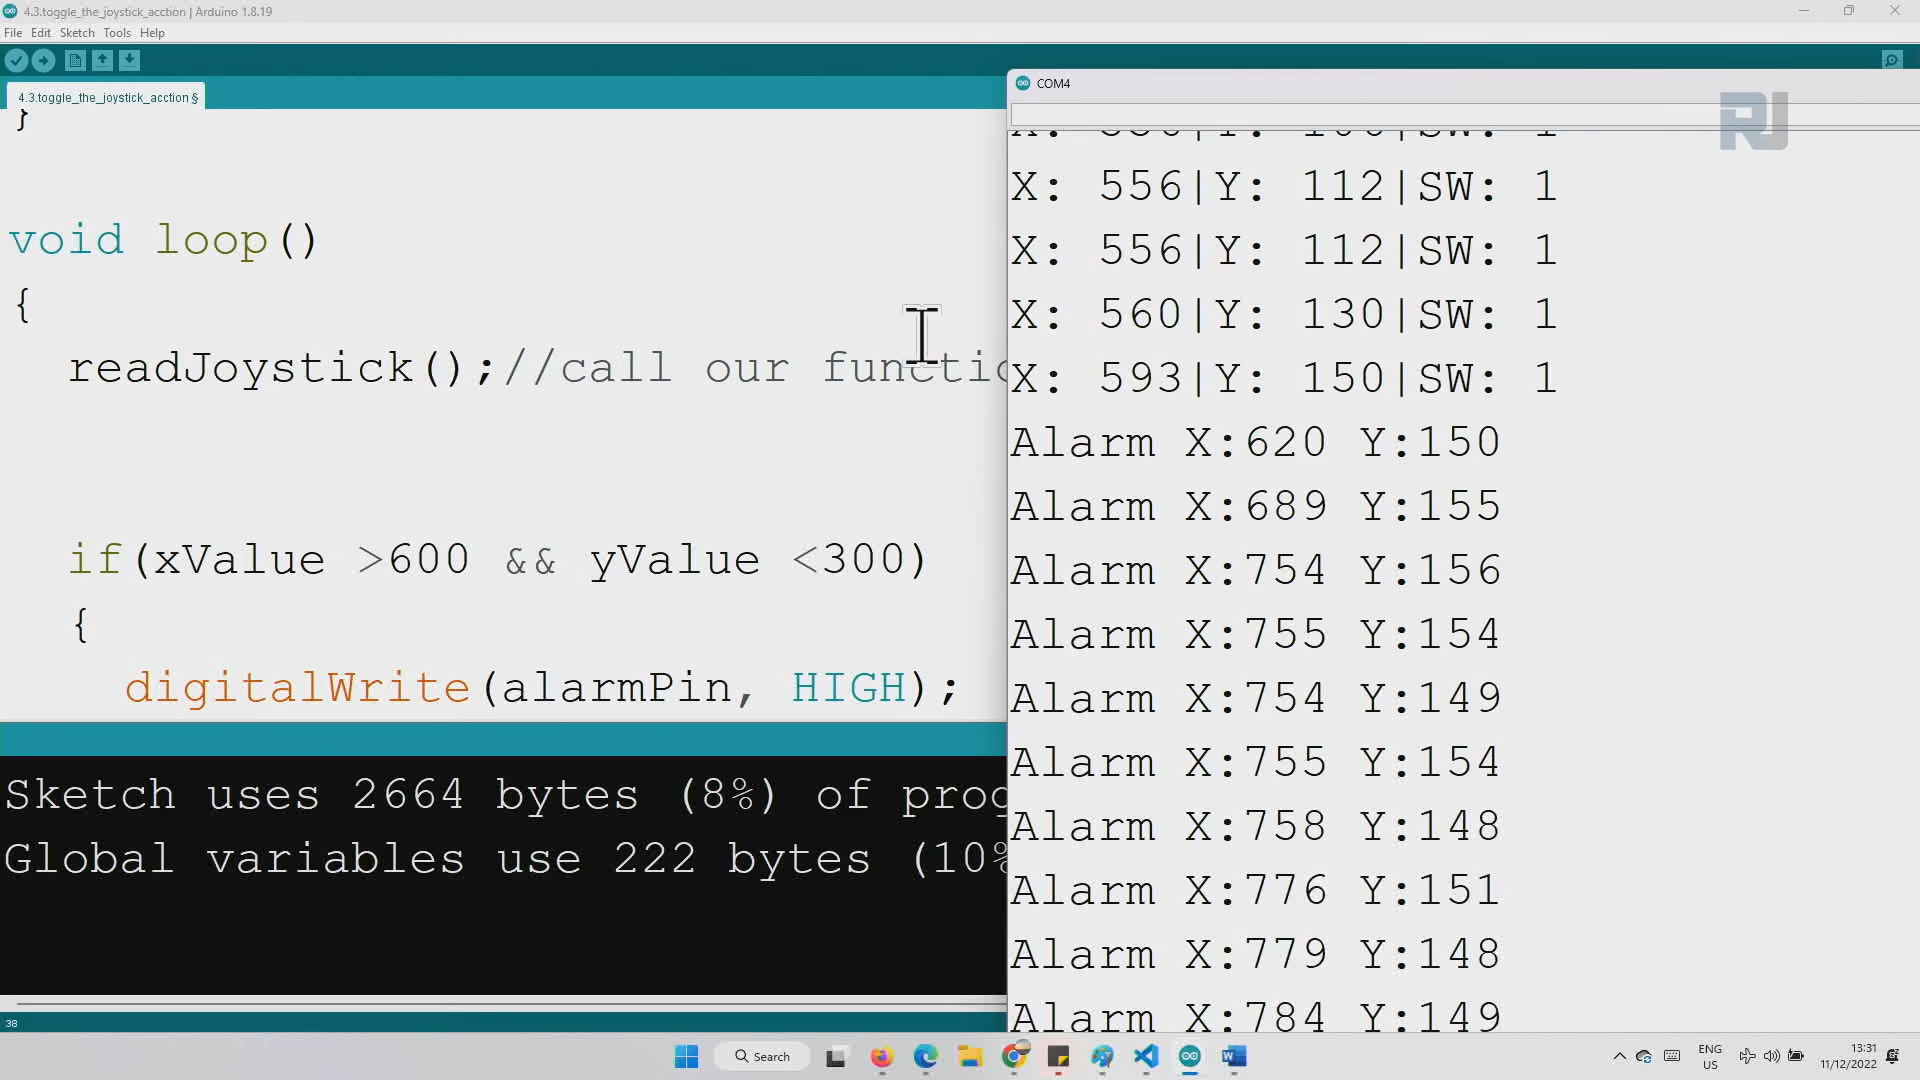 4.3.toggle_the_joystick_acction | Arduino 1.8.19
File Edit Sketch Tools Help
4.3.toggle_the_joystick_acction §
}
void loop()
{
readJoystick();//call our functio
if(xValue >600 && yValue <300)
{
digitalWrite(alarmPin, HIGH);
Sketch uses 2664 bytes (8%) of prog
Global variables use 222 bytes (10%
38
COM4
RJ
X: 556|Y: 112|SW: 1
X: 556|Y: 112|SW: 1
X: 560|Y: 130|SW: 1
X: 593|Y: 150|SW: 1
Alarm X:620 Y:150
Alarm X:689 Y:155
Alarm X:754 Y:156
Alarm X:755 Y:154
Alarm X:754 Y:149
Alarm X:755 Y:154
Alarm X:758 Y:148
Alarm X:776 Y:151
Alarm X:779 Y:148
Alarm X:784 Y:149
Search
ENG
US
13:31
11/12/2022